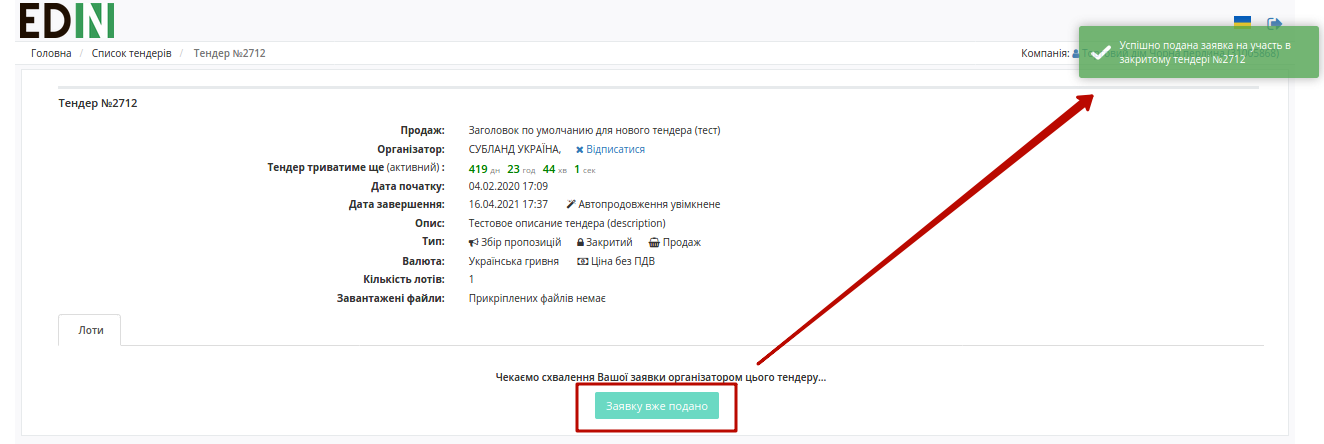 EDIN
Головна / Список тендерів / Тендер №2712
Компанія:
Успішно подана заявка на участь в
закритому тендері №2712
Тендер №2712
Продаж: Заголовок по умолчанию для нового тендера (тест)
Організатор: СУБЛАНД УКРАЇНА, Відписатися
Тендер триватиме ще (активний) : 419 дн 23 год 44 хв 1 сек
Дата початку: 04.02.2020 17:09
Дата завершення: 16.04.2021 17:37 Автопродовження увімкнене
Опис: Тестовое описание тендера (description)
Тип: Збір пропозицій Закритий Продаж
Валюта: Українська гривня Ціна без ПДВ
Кількість лотів: 1
Завантажені файли: Прикріплених файлів немає
Лоти
Чекаємо схвалення Вашої заявки організатором цього тендеру...
Заявку вже подано